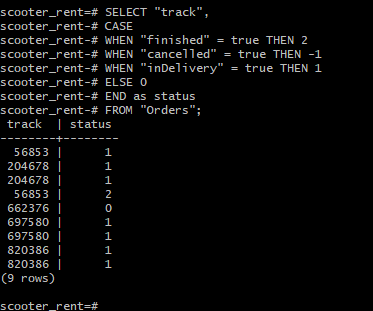 scooter_rent=# SELECT "track",
scooter_rent-# CASE
scooter_rent-# WHEN "finished" = true THEN 2
scooter_rent-# WHEN "cancelled" = true THEN -1
scooter_rent-# WHEN "inDelivery" = true THEN 1
scooter_rent-# ELSE 0
scooter_rent-# END as status
scooter_rent-# FROM "Orders";
 track  | status
--------+--------
  56853 |      1
 204678 |      1
 204678 |      1
  56853 |      2
 662376 |      0
 697580 |      1
 697580 |      1
 820386 |      1
 820386 |      1
(9 rows)
scooter_rent=#